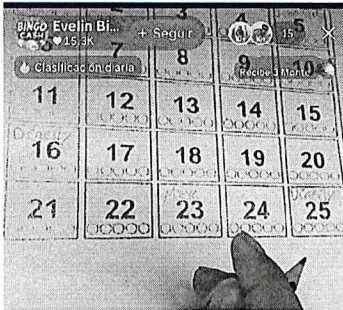 3 5
BINGO CASH Evelin Bi... + Seguir 15 ×
15.3K
7 8 9 10
Clasificación diaria Recibe 3 Mont
11 12 13 14 15
16 17 18 19 20
21 22 23 24 25